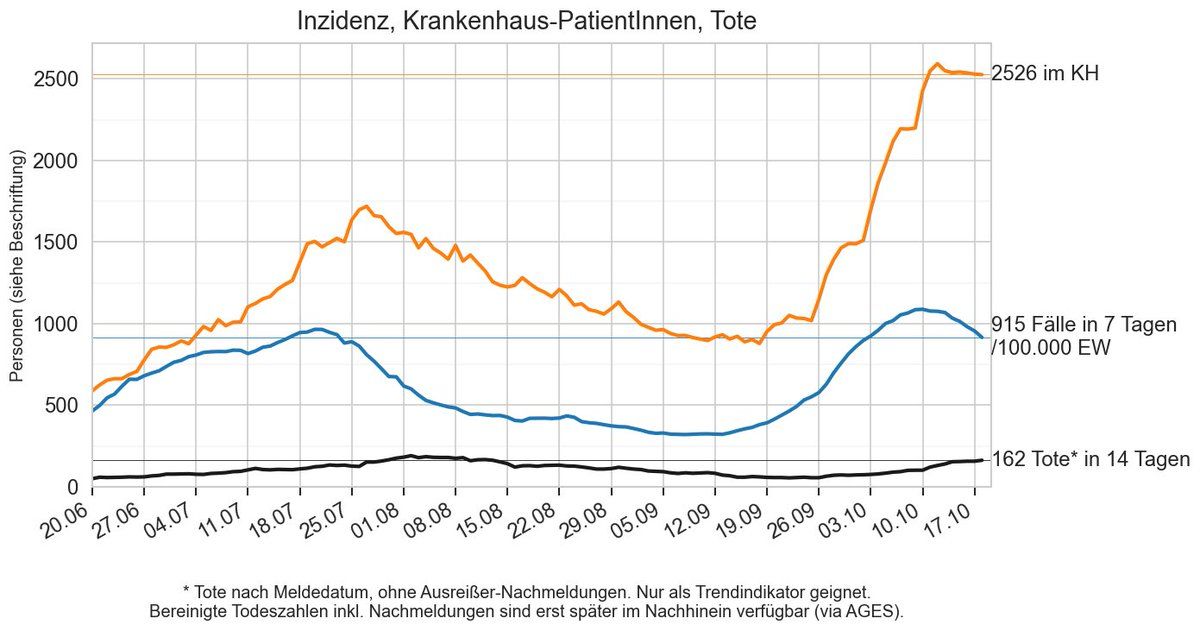 Inzidenz, Krankenhaus-PatientInnen, Tote
Personen (siehe Beschriftung)
2500
2000
1500
1000
500
0
2526 im KH
915 Fälle in 7 Tagen
/100.000 EW
162 Tote* in 14 Tagen
20.06 27.06 04.07 11.07 18.07 25.07 01.08 08.08 15.08 22.08 29.08 05.09 12.09 19.09 26.09 03.10 10.10 17.10
* Tote nach Meldedatum, ohne Ausreißer-Nachmeldungen. Nur als Trendindikator geeignet.
Bereinigte Todeszahlen inkl. Nachmeldungen sind erst später im Nachhinein verfügbar (via AGES).